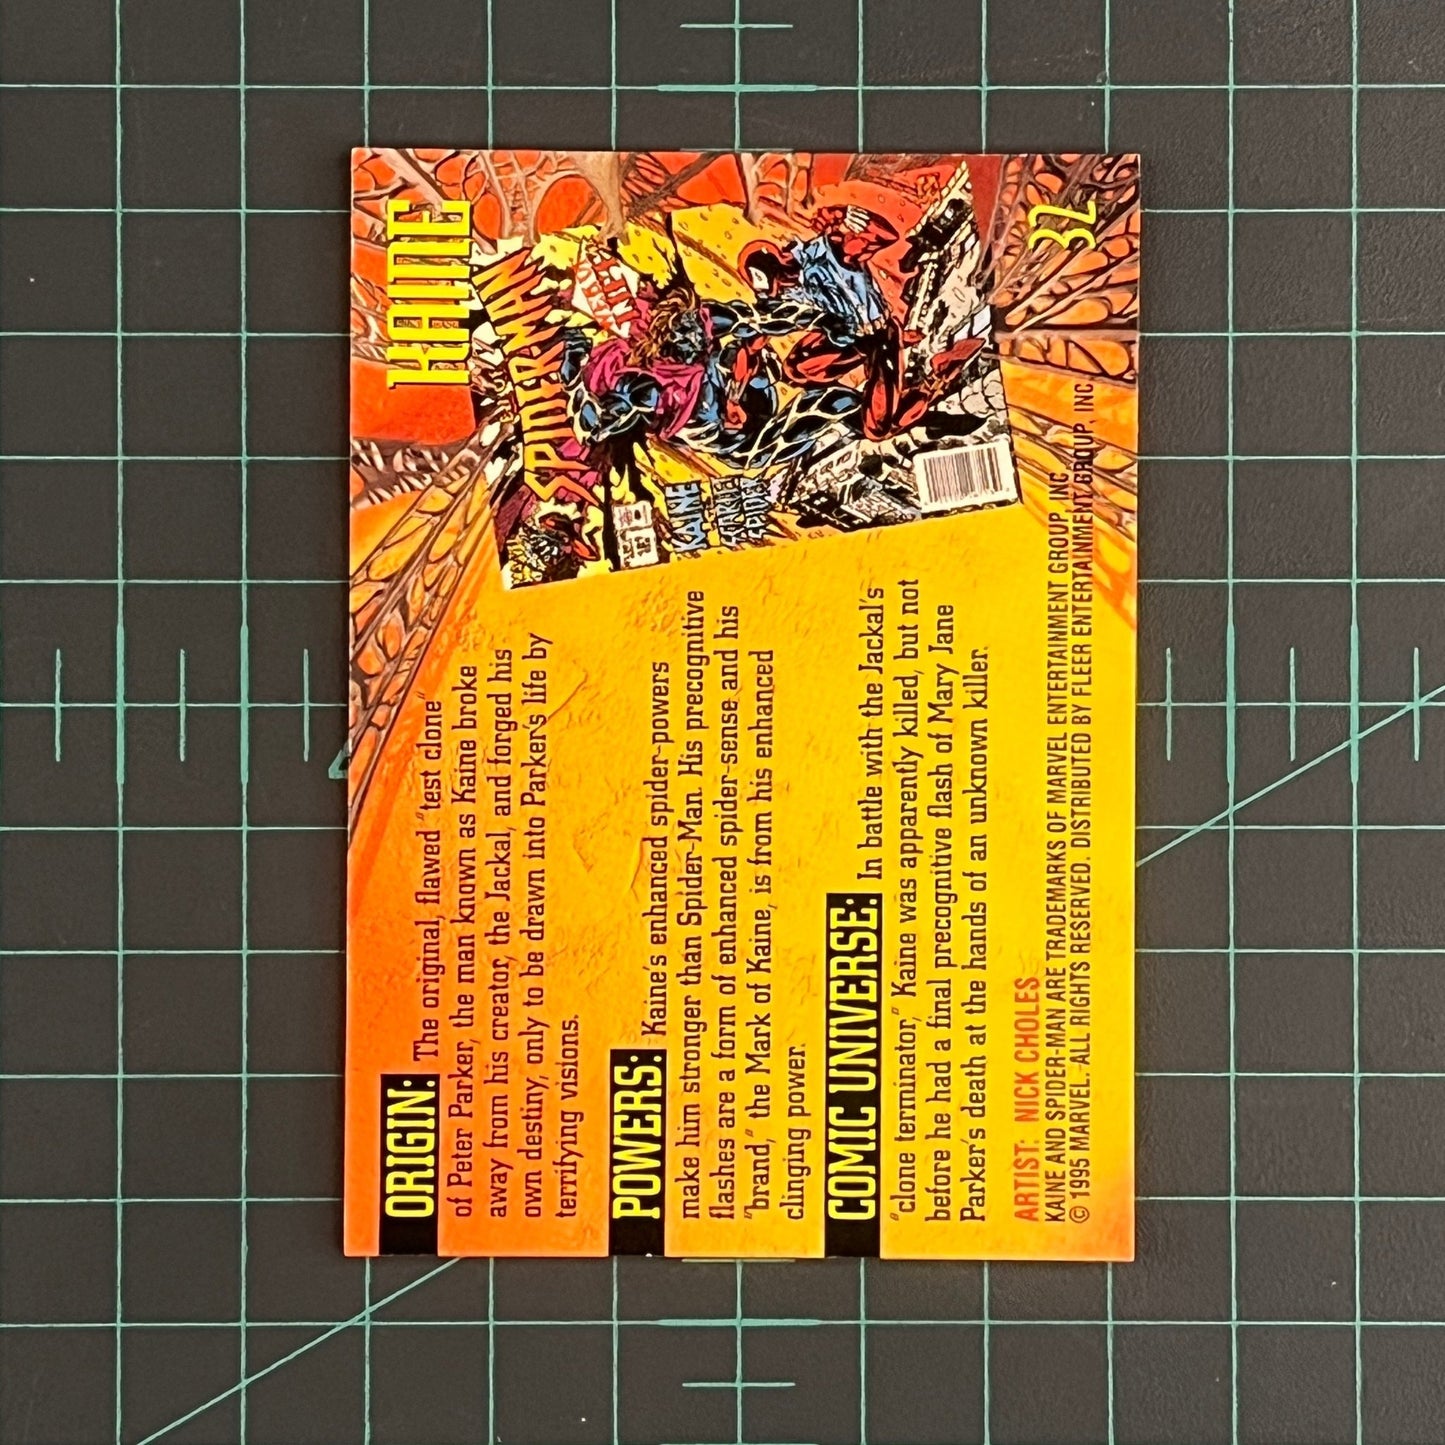 KAINE
32
SPIDER-MAN
KAINE
STRIKE
SPIDER
ORIGIN: The original, flawed "test clone"
of Peter Parker, the man known as Kaine broke
away from his creator, the Jackal, and forged his
own destiny, only to be drawn into Parker's life by
terrifying visions.
POWERS: Kaine's enhanced spider-powers
make him stronger than Spider-Man. His precognitive
flashes are a form of enhanced spider-sense and his
"brand," the Mark of Kaine, is from his enhanced
clinging power.
COMIC UNIVERSE: In battle with the Jackal's
"clone terminator," Kaine was apparently killed, but not
before he had a final precognitive flash of Mary Jane
Parker's death at the hands of an unknown killer.
ARTIST: NICK CHOLES
KAINE AND SPIDER-MAN ARE TRADEMARKS OF MARVEL ENTERTAINMENT GROUP, INC
© 1995 MARVEL. ALL RIGHTS RESERVED. DISTRIBUTED BY FLEER ENTERTAINMENT GROUP, INC